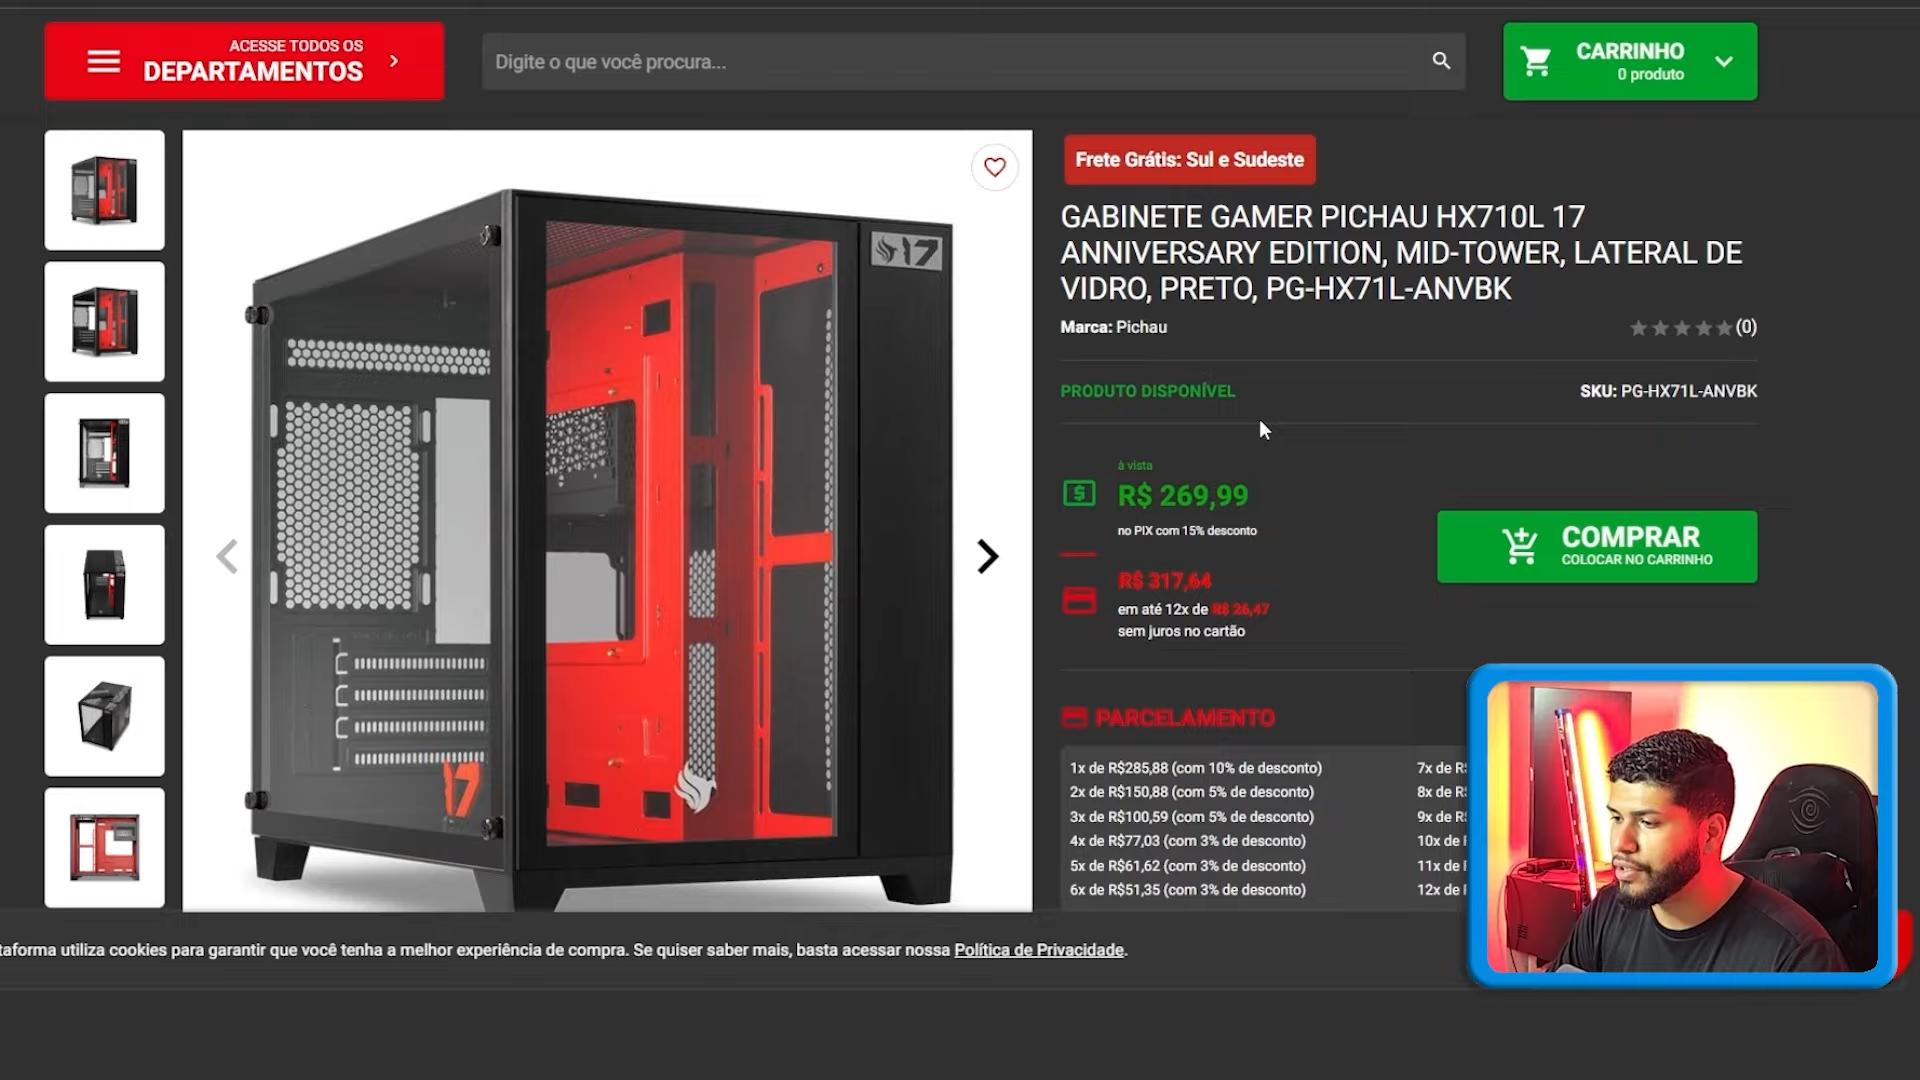 ACESSE TODOS OS
DEPARTAMENTOS
Digite o que você procura...
CARRINHO
0 produto
17
17
Frete Grátis: Sul e Sudeste
GABINETE GAMER PICHAU HX710L 17
ANNIVERSARY EDITION, MID-TOWER, LATERAL DE
VIDRO, PRETO, PG-HX71L-ANVBK
Marca: Pichau
(0)
PRODUTO DISPONÍVEL
SKU: PG-HX71L-ANVBK
à vista
R$ 269,99
no PIX com 15% desconto
COMPRAR
COLOCAR NO CARRINHO
R$ 317,64
em até 12x de R$ 26,47
sem juros no cartão
PARCELAMENTO
1x de R$285,88 (com 10% de desconto)
2x de R$150,88 (com 5% de desconto)
3x de R$100,59 (com 5% de desconto)
4x de R$77,03 (com 3% de desconto)
5x de R$61,62 (com 3% de desconto)
6x de R$51,35 (com 3% de desconto)
7x de R
8x de R
9x de R
10x de
11x de
12x de
taforma utiliza cookies para garantir que você tenha a melhor experiência de compra. Se quiser saber mais, basta acessar nossa Política de Privacidade.